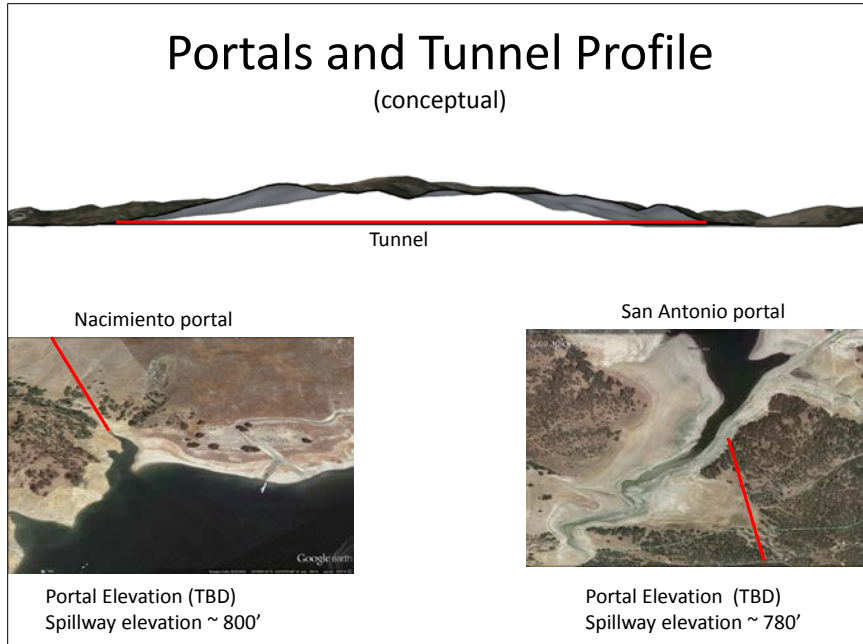 Portals and Tunnel Profile
(conceptual)
Tunnel
Nacimiento portal
San Antonio portal
Google earth
Portal Elevation (TBD)
Spillway elevation ~ 800’
Portal Elevation  (TBD)
Spillway elevation ~ 780’